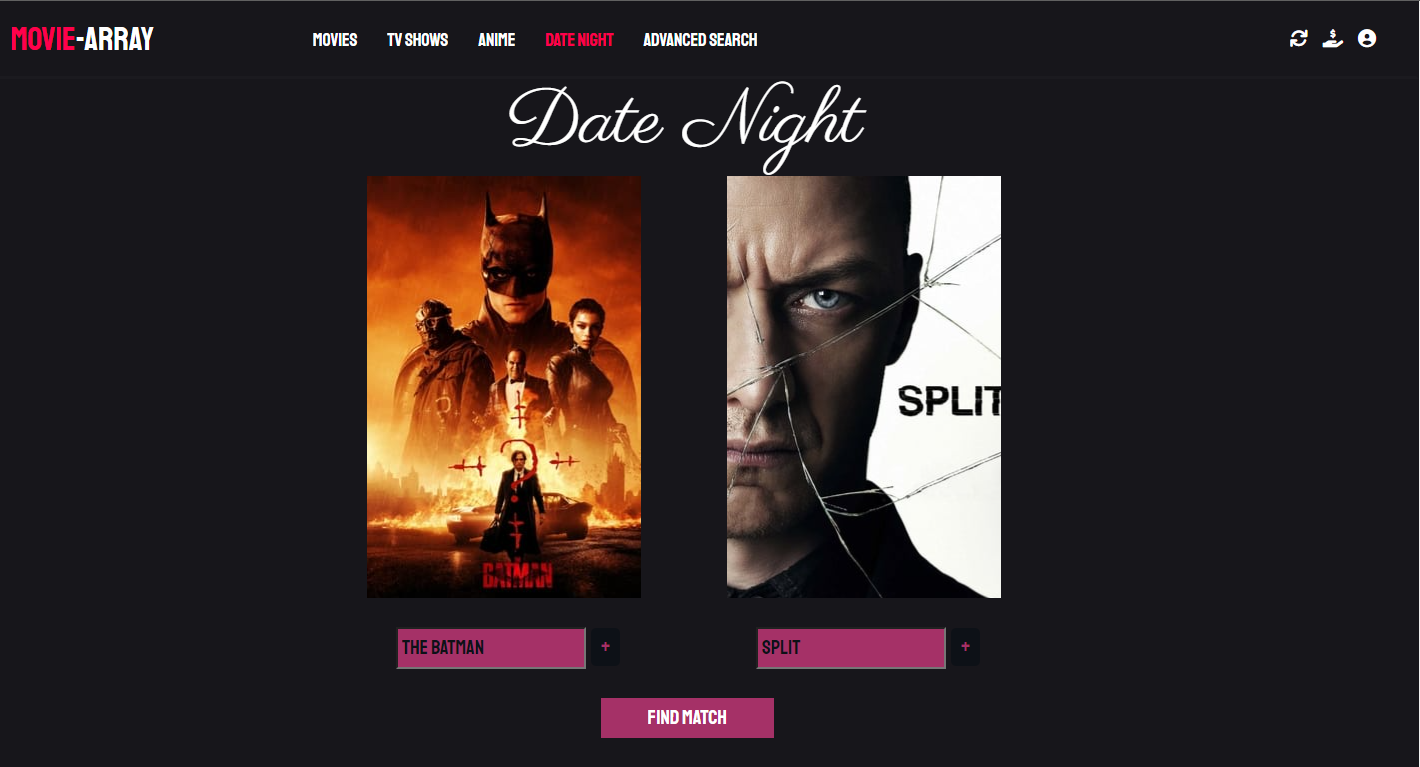 MOVIE-ARRAY
MOVIES TV SHOWS ANIME DATE NIGHT ADVANCED SEARCH
$
Date Night
SPLIT
?
BATMAN
THE BATMAN +
SPLIT +
FIND MATCH